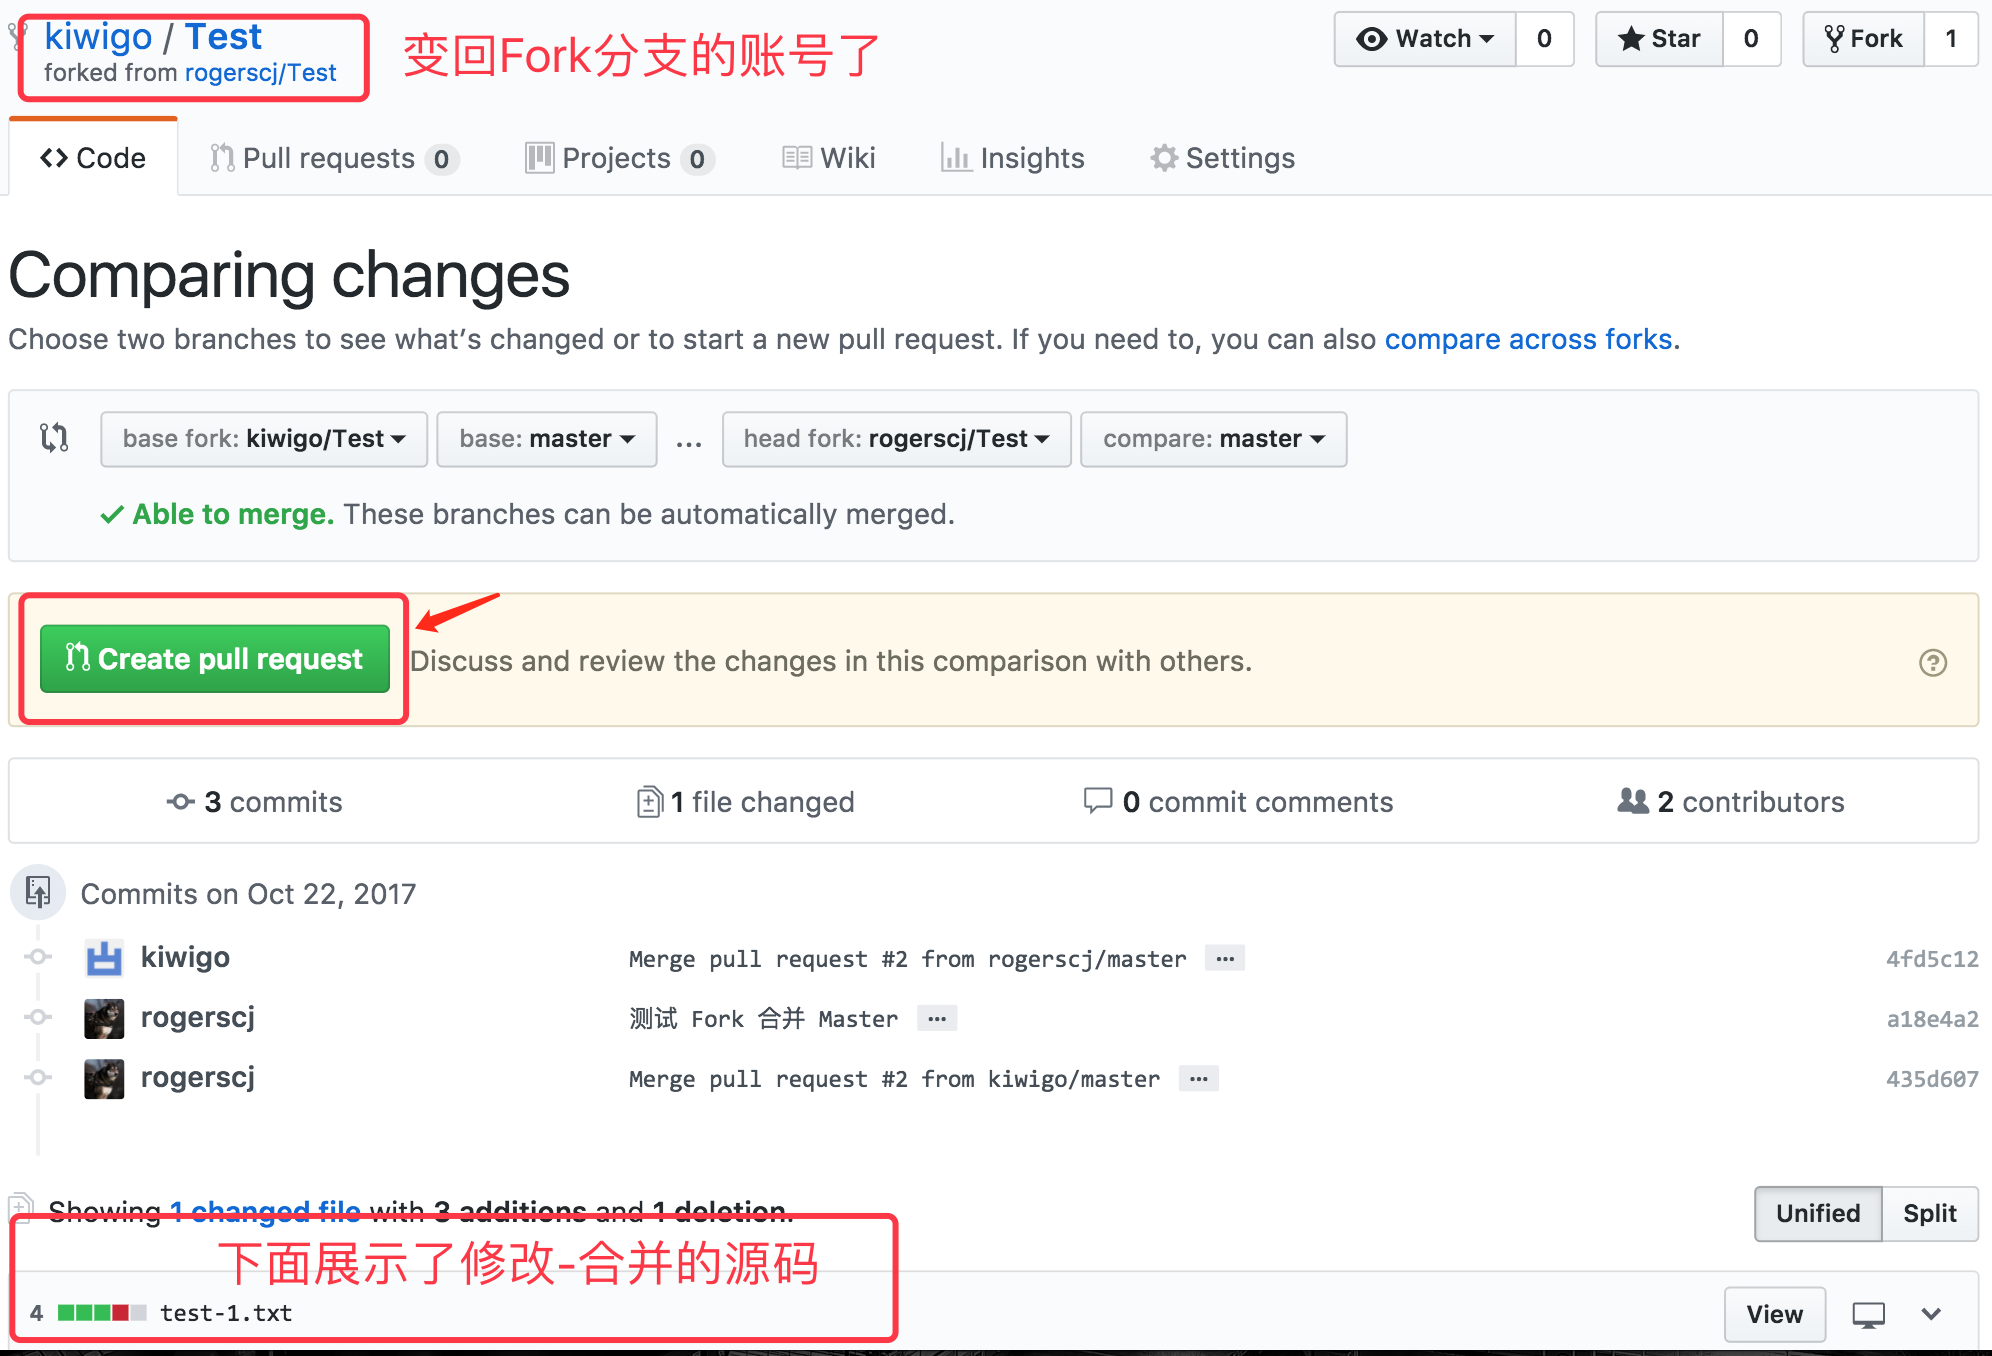 kiwigo / Test
forked from rogerscj/Test
变回Fork分支的账号了
Watch 0 Star 0 Fork 1
Code Pull requests 0 Projects 0 Wiki Insights Settings
Comparing changes
Choose two branches to see what’s changed or to start a new pull request. If you need to, you can also compare across forks.
base fork: kiwigo/Test base: master ... head fork: rogerscj/Test compare: master
Able to merge. These branches can be automatically merged.
Create pull request Discuss and review the changes in this comparison with others.
3 commits 1 file changed 0 commit comments 2 contributors
Commits on Oct 22, 2017
kiwigo Merge pull request #2 from rogerscj/master ... 4fd5c12
rogerscj 测试 Fork 合并 Master ... a18e4a2
rogerscj Merge pull request #2 from kiwigo/master ... 435d607
Showing 1 changed file with 3 additions and 1 deletion. Unified Split
下面展示了修改-合并的源码
4 test-1.txt View